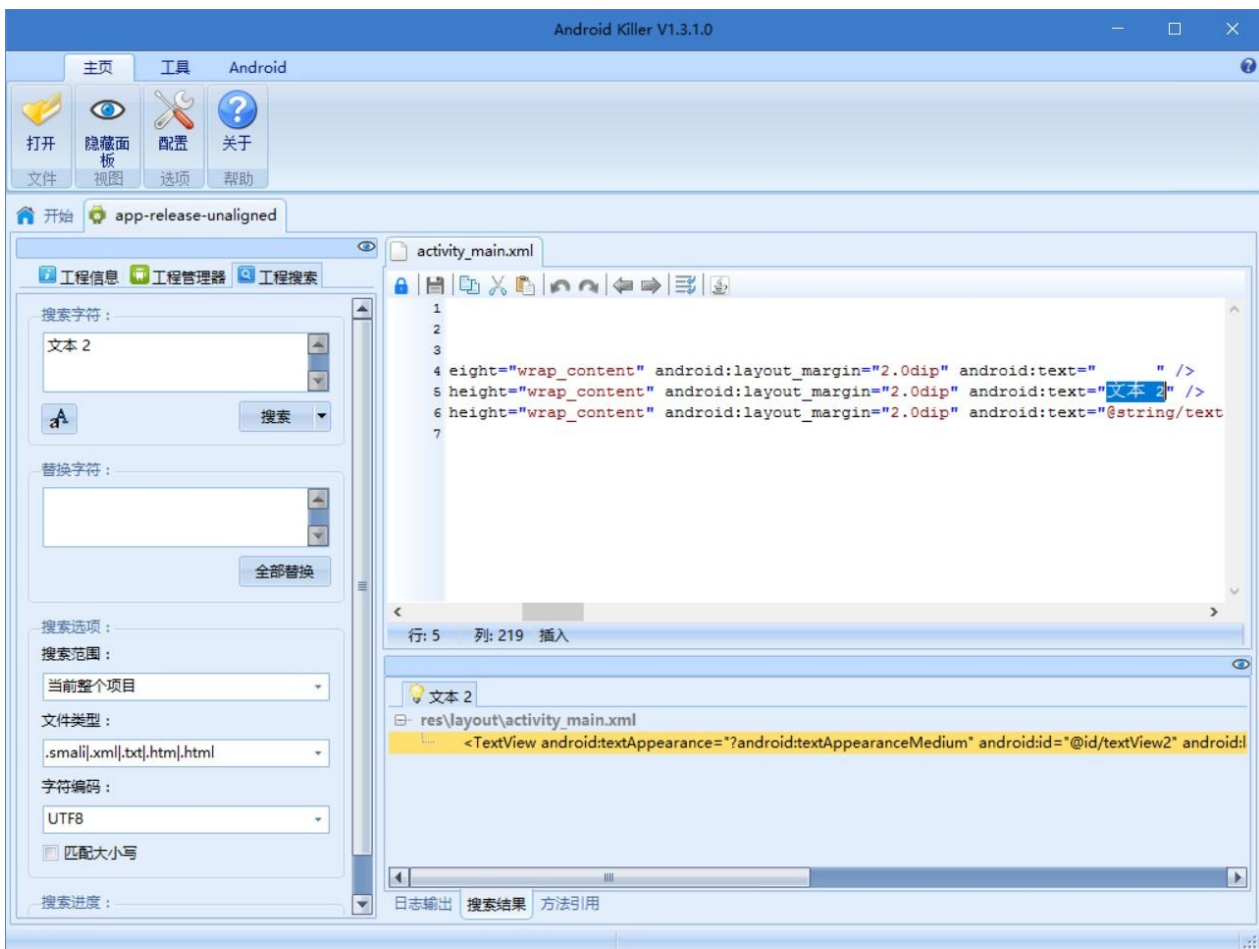 Android Killer V1.3.1.0
主页 工具 Android
打开 隐藏面板 配置 关于
文件 视图 选项 帮助
开始 app-release-unaligned
工程信息 工程管理器 工程搜索
搜索字符：
文本 2
搜索
替换字符：
全部替换
搜索选项：
搜索范围：
当前整个项目
文件类型：
.smali|.xml|.txt|.htm|.html
字符编码：
UTF8
匹配大小写
搜索进度：
activity_main.xml
1
2
3
4 eight="wrap_content" android:layout_margin="2.0dip" android:text="       " />
5 height="wrap_content" android:layout_margin="2.0dip" android:text="文本 2" />
6 height="wrap_content" android:layout_margin="2.0dip" android:text="@string/text
7
行: 5 列: 219 插入
文本 2
res\layout\activity_main.xml
<TextView android:textAppearance="?android:textAppearanceMedium" android:id="@id/textView2" android:l
日志输出 搜索结果 方法引用